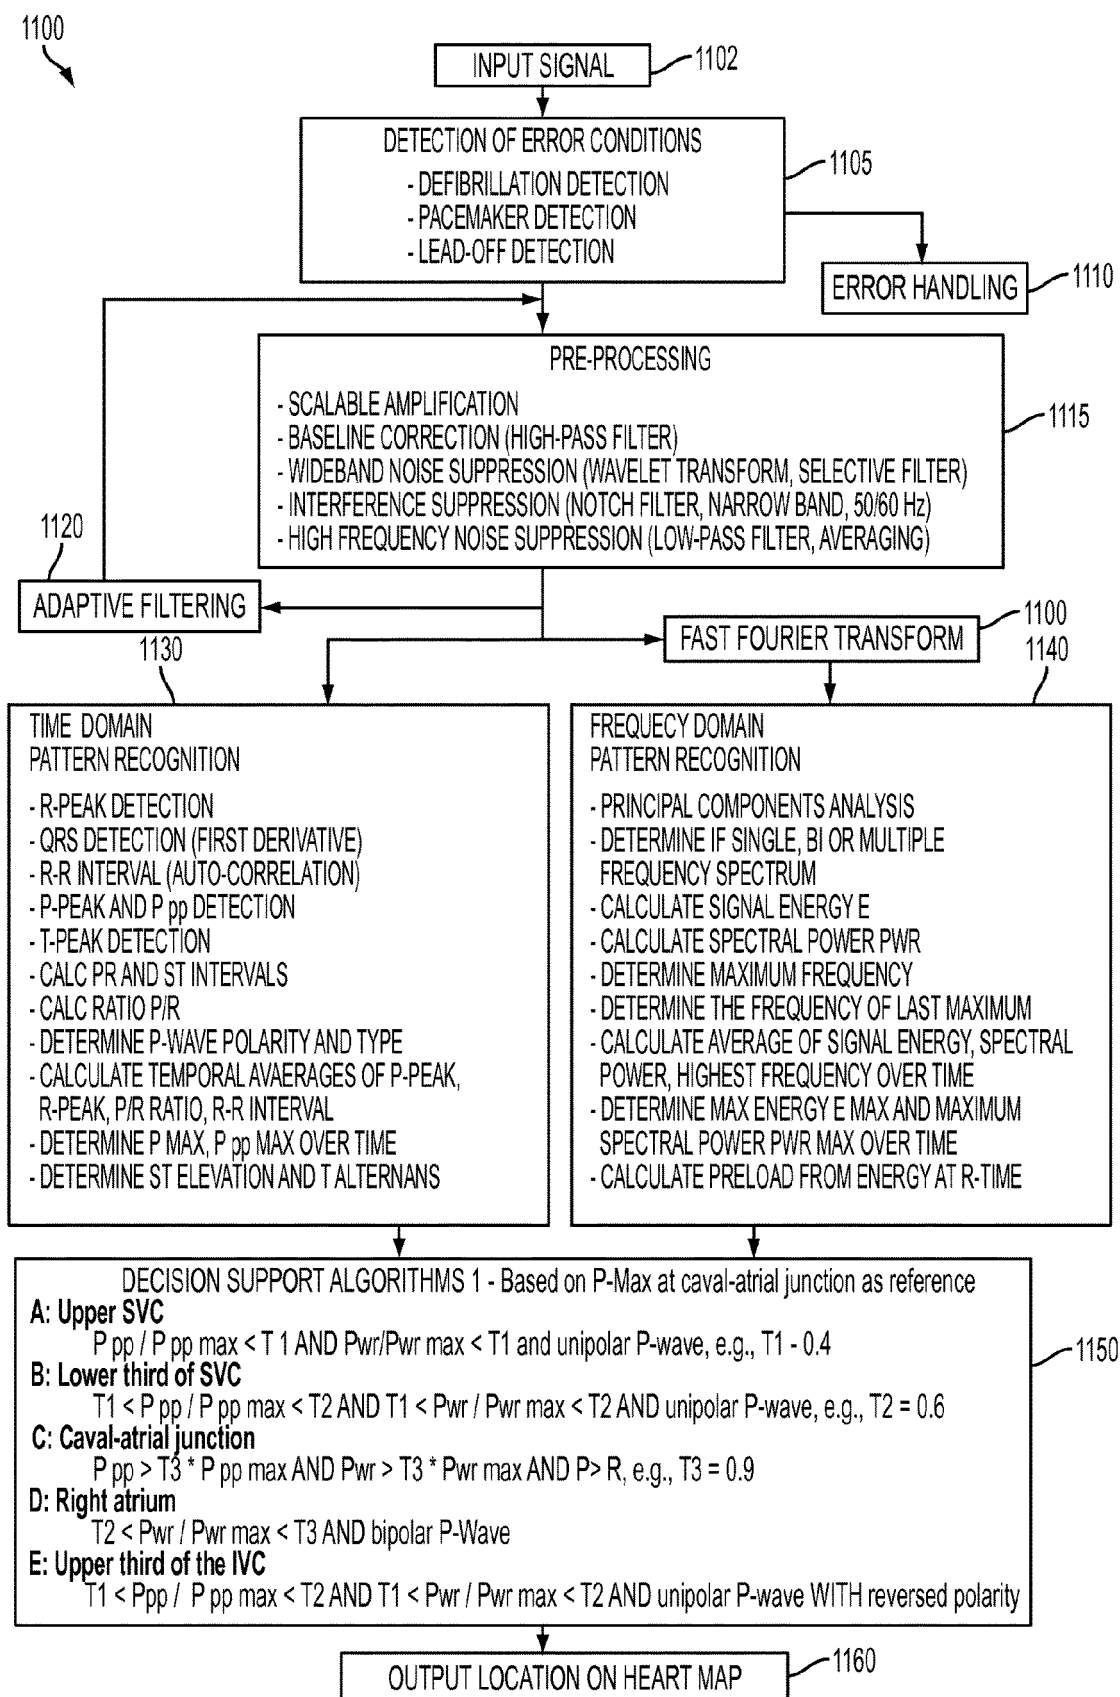 1100
INPUT SIGNAL
1102
DETECTION OF ERROR CONDITIONS
- DEFIBRILLATION DETECTION
- PACEMAKER DETECTION
- LEAD-OFF DETECTION
1105
ERROR HANDLING
1110
PRE-PROCESSING
- SCALABLE AMPLIFICATION
- BASELINE CORRECTION (HIGH-PASS FILTER)
- WIDEBAND NOISE SUPPRESSION (WAVELET TRANSFORM, SELECTIVE FILTER)
- INTERFERENCE SUPPRESSION (NOTCH FILTER, NARROW BAND, 50/60 Hz)
- HIGH FREQUENCY NOISE SUPPRESSION (LOW-PASS FILTER, AVERAGING)
1115
1120
ADAPTIVE FILTERING
FAST FOURIER TRANSFORM
1100
1130
TIME DOMAIN
PATTERN RECOGNITION
- R-PEAK DETECTION
- QRS DETECTION (FIRST DERIVATIVE)
- R-R INTERVAL (AUTO-CORRELATION)
- P-PEAK AND P pp DETECTION
- T-PEAK DETECTION
- CALC PR AND ST INTERVALS
- CALC RATIO P/R
- DETERMINE P-WAVE POLARITY AND TYPE
- CALCULATE TEMPORAL AVAERAGES OF P-PEAK,
R-PEAK, P/R RATIO, R-R INTERVAL
- DETERMINE P MAX, P pp MAX OVER TIME
- DETERMINE ST ELEVATION AND T ALTERNANS
1140
FREQUECY DOMAIN
PATTERN RECOGNITION
- PRINCIPAL COMPONENTS ANALYSIS
- DETERMINE IF SINGLE, BI OR MULTIPLE
FREQUENCY SPECTRUM
- CALCULATE SIGNAL ENERGY E
- CALCULATE SPECTRAL POWER PWR
- DETERMINE MAXIMUM FREQUENCY
- DETERMINE THE FREQUENCY OF LAST MAXIMUM
- CALCULATE AVERAGE OF SIGNAL ENERGY, SPECTRAL
POWER, HIGHEST FREQUENCY OVER TIME
- DETERMINE MAX ENERGY E MAX AND MAXIMUM
SPECTRAL POWER PWR MAX OVER TIME
- CALCULATE PRELOAD FROM ENERGY AT R-TIME
DECISION SUPPORT ALGORITHMS 1 - Based on P-Max at caval-atrial junction as reference
A: Upper SVC
P pp / P pp max < T 1 AND Pwr/Pwr max < T1 and unipolar P-wave, e.g., T1 - 0.4
B: Lower third of SVC
T1 < P pp / P pp max < T2 AND T1 < Pwr / Pwr max < T2 AND unipolar P-wave, e.g., T2 = 0.6
C: Caval-atrial junction
P pp > T3 * P pp max AND Pwr > T3 * Pwr max AND P> R, e.g., T3 = 0.9
D: Right atrium
T2 < Pwr / Pwr max < T3 AND bipolar P-Wave
E: Upper third of the IVC
T1 < Ppp / P pp max < T2 AND T1 < Pwr / Pwr max < T2 AND unipolar P-wave WITH reversed polarity
1150
OUTPUT LOCATION ON HEART MAP
1160